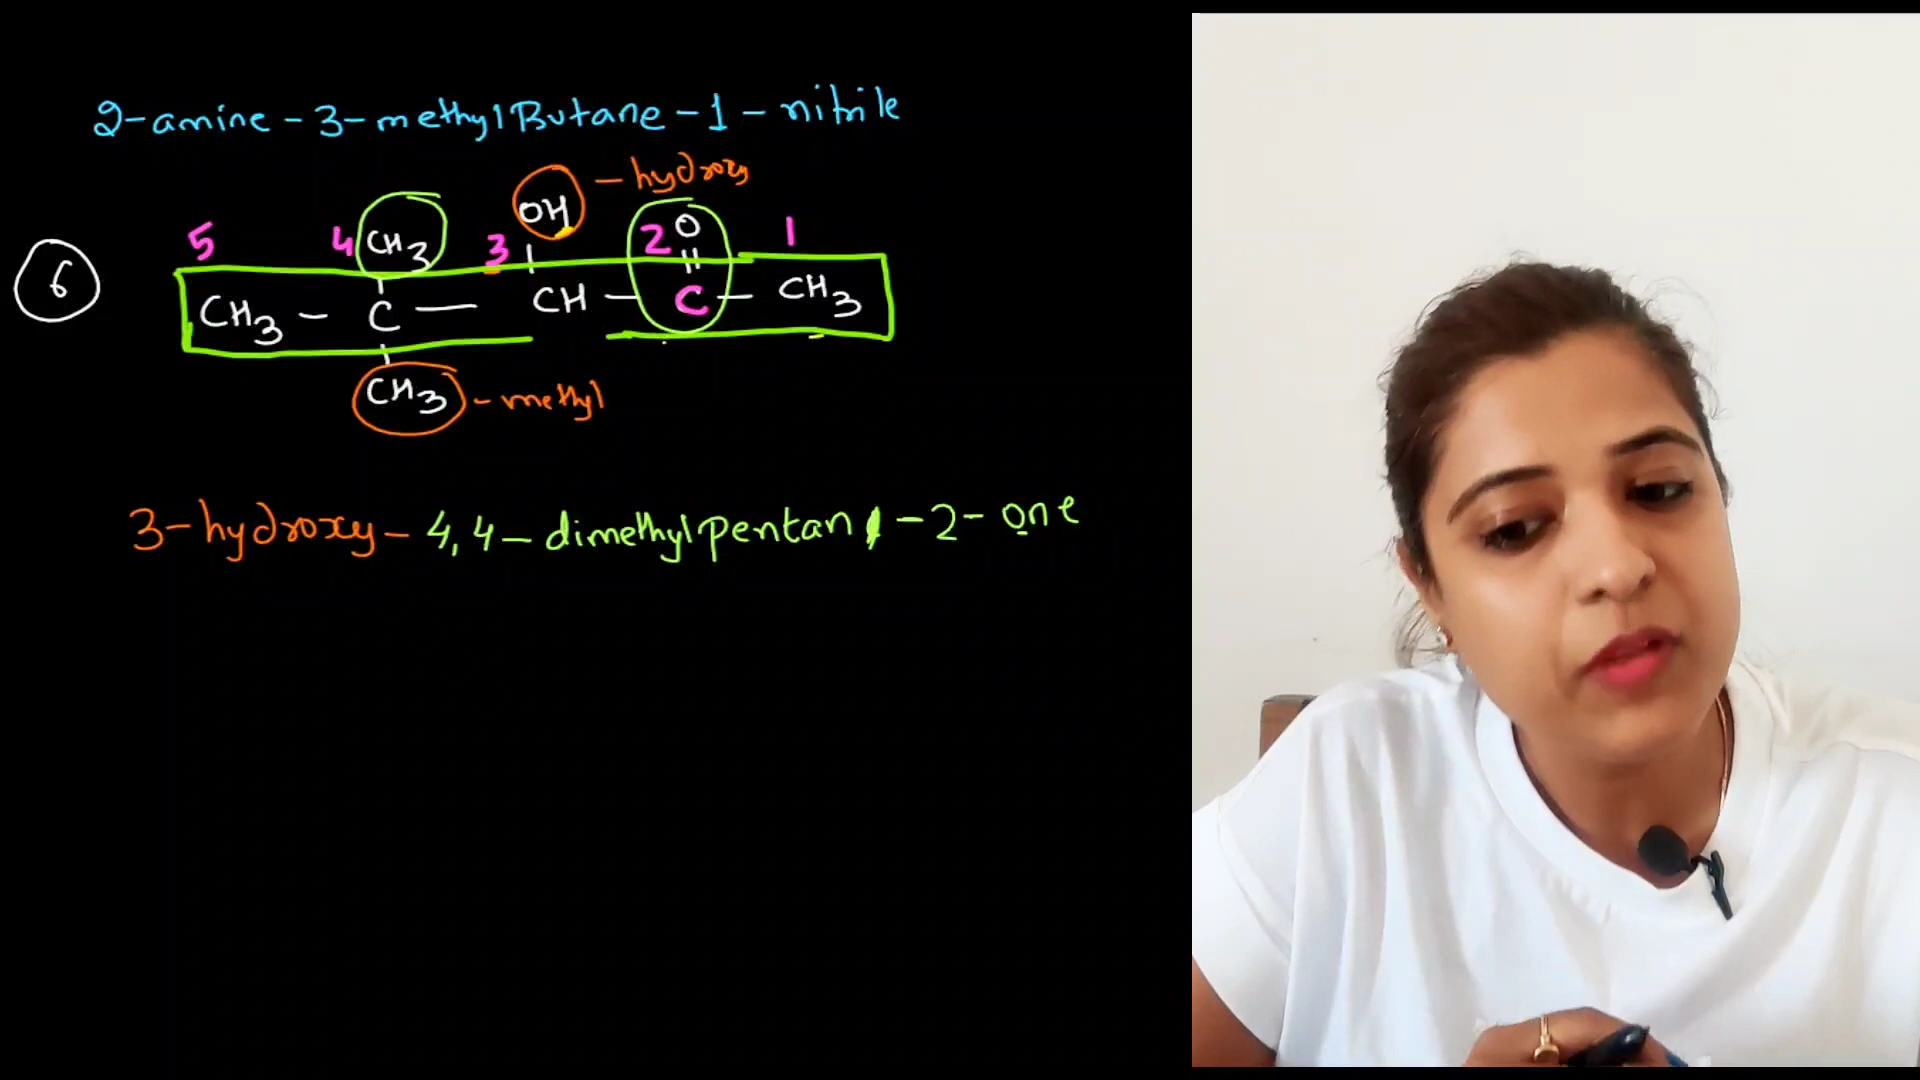 2-amine-3-methylButane-1-nitrile
OH - hydroxy
5 4 CH3 3 2 O 1
6 CH3 - C — CH - C - CH3
CH3 - methyl
3-hydroxy-4,4-dimethylpentan-2-one